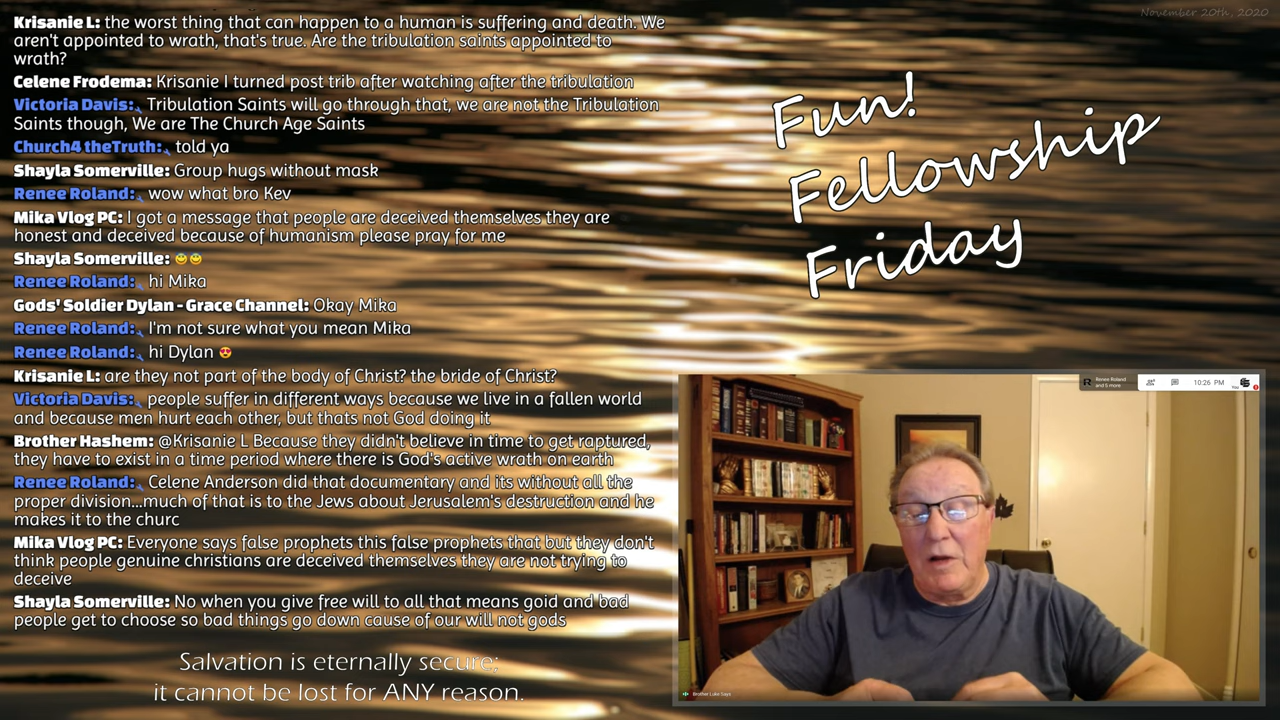 November 20th, 2020
Krisanie L: the worst thing that can happen to a human is suffering and death. We
aren't appointed to wrath, that's true. Are the tribulation saints appointed to
wrath?
Celene Frodema: Krisanie I turned post trib after watching after the tribulation
Victoria Davis: Tribulation Saints will go through that, we are not the Tribulation
Saints though, We are The Church Age Saints
Church4 theTruth: told ya
Shayla Somerville: Group hugs without mask
Renee Roland: wow what bro Kev
Mika Vlog PC: I got a message that people are deceived themselves they are
honest and deceived because of humanism please pray for me
Shayla Somerville:
Renee Roland: hi Mika
Gods' Soldier Dylan - Grace Channel: Okay Mika
Renee Roland: I'm not sure what you mean Mika
Renee Roland: hi Dylan
Krisanie L: are they not part of the body of Christ? the bride of Christ?
Victoria Davis: people suffer in different ways because we live in a fallen world
and because men hurt each other, but thats not God doing it
Brother Hashem: @Krisanie L Because they didn't believe in time to get raptured,
they have to exist in a time period where there is God's active wrath on earth
Renee Roland: Celene Anderson did that documentary and its without all the
proper division...much of that is to the Jews about Jerusalem's destruction and he
makes it to the churc
Mika Vlog PC: Everyone says false prophets this false prophets that but they don't
think people genuine christians are deceived themselves they are not trying to
deceive
Shayla Somerville: No when you give free will to all that means goid and bad
people get to choose so bad things go down cause of our will not gods
Salvation is eternally secure;
it cannot be lost for ANY reason.
Fun!
Fellowship
Friday
R
Renee Roland
and 5 more
10:26 PM
You
Brother Luke Says